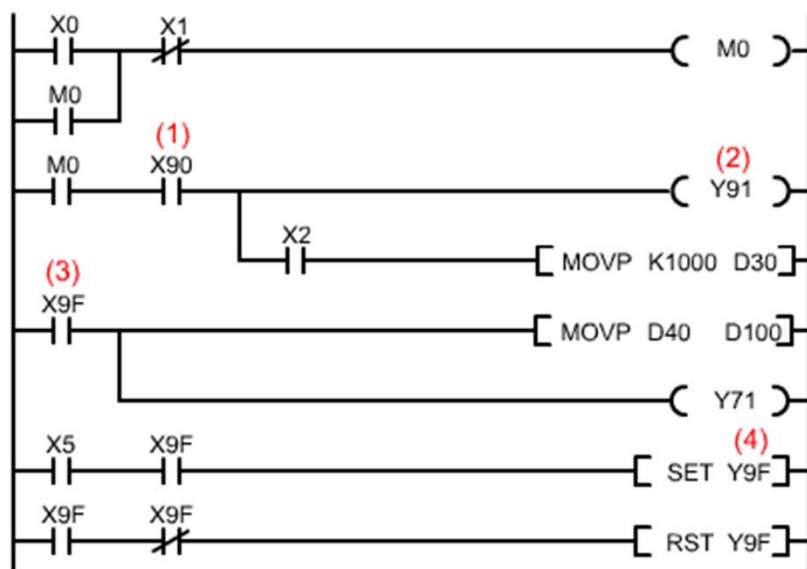 X0 X1 M0
M0
(1) (2)
M0 X90 Y91
X2 MOVP K1000 D30
(3)
X9F MOVP D40 D100
Y71
(4)
X5 X9F SET Y9F
X9F X9F RST Y9F